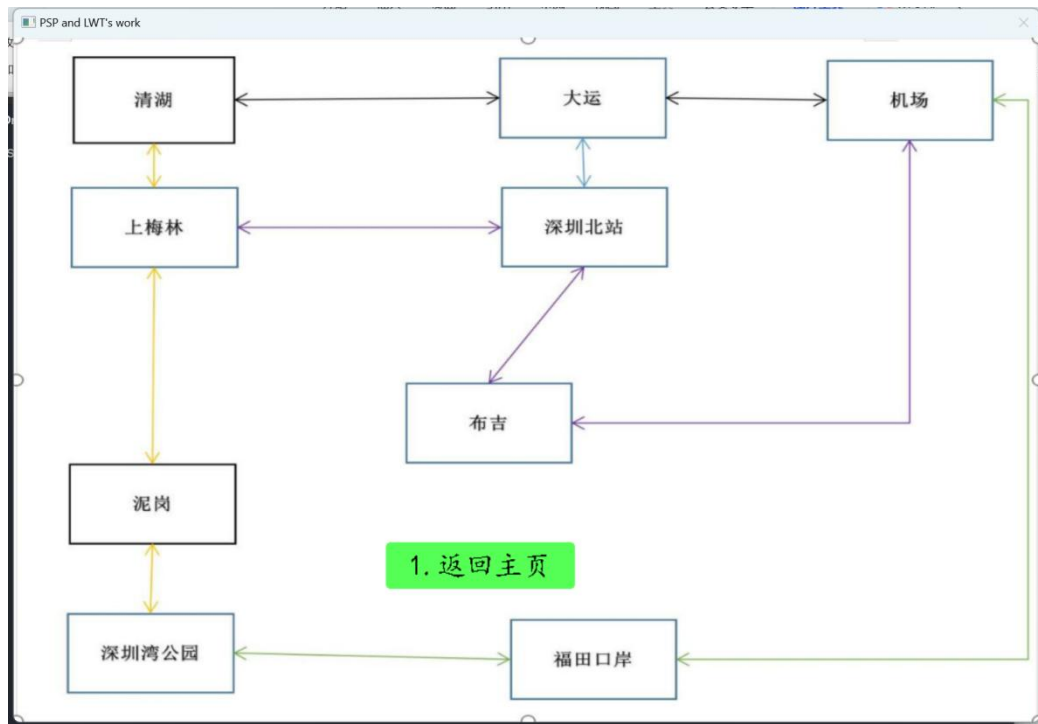 PSP and LWT's work
清湖
大运
机场
上梅林
深圳北站
布吉
泥岗
1.返回主页
深圳湾公园
福田口岸